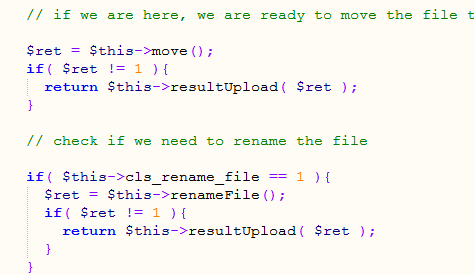 // if we are here, we are ready to move the file
$ret = $this->move();
if( $ret != 1 ){
return $this->resultUpload( $ret );
}
// check if we need to rename the file
if( $this->cls_rename_file == 1 ){
$ret = $this->renameFile();
if( $ret != 1 ){
return $this->resultUpload( $ret );
}
}